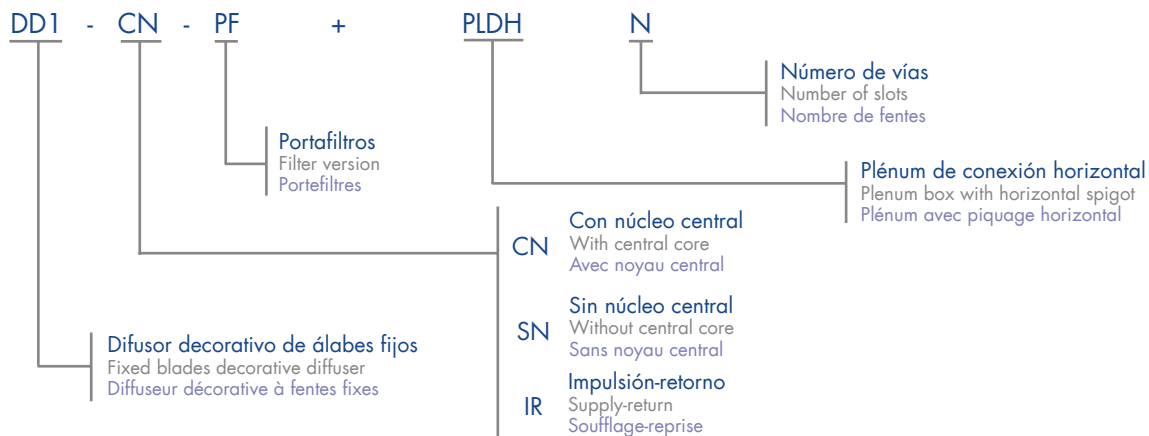 DD1 - CN - PF + PLDH N
Número de vías
Number of slots
Nombre de fentes
Portafiltros
Filter version
Portefiltres
Plénum de conexión horizontal
Plenum box with horizontal spigot
Plénum avec piquage horizontal
CN
Con núcleo central
With central core
Avec noyau central
SN
Sin núcleo central
Without central core
Sans noyau central
Difusor decorativo de álabes fijos
Fixed blades decorative diffuser
Diffuseur décorative à fentes fixes
IR
Impulsión-retorno
Supply-return
Soufflage-reprise